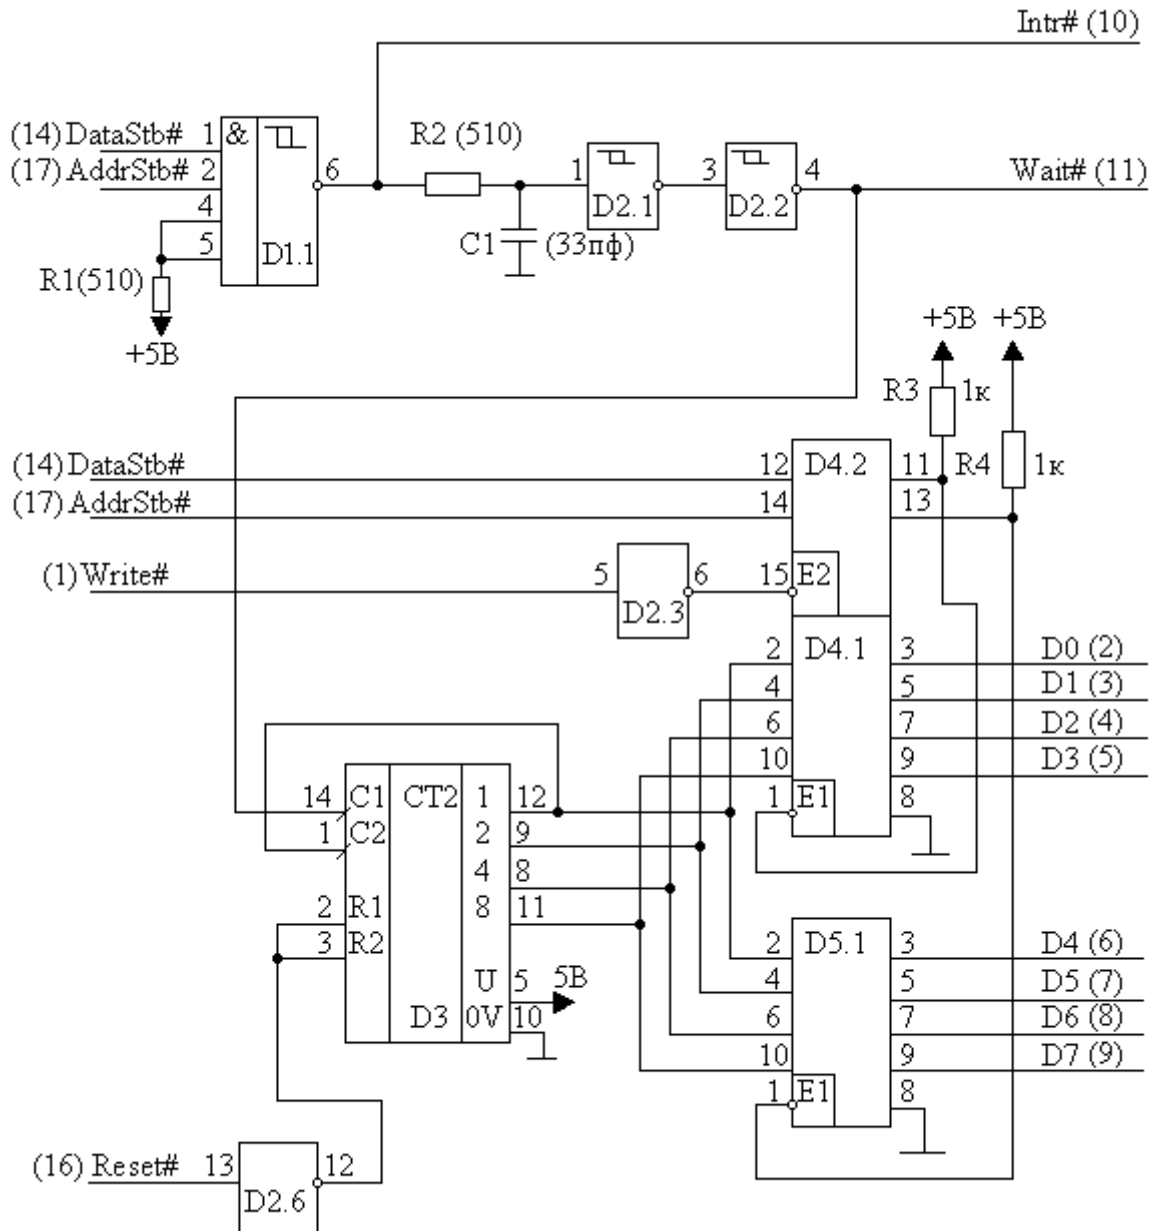 Intr# (10)
(14) DataStb# 1 & 6 R2 (510) 1 3 4 Wait# (11)
(17) AddrStb# 2
4
5 D1.1 D2.1 D2.2
R1(510) C1 (33пф)
+5В
+5В +5В
R3 1к
(14) DataStb# 12 D4.2 11 R4 1к
(17) AddrStb# 14 13
(1) Write# 5 6 15 E2
D2.3
2 D4.1 3 D0 (2)
4 5 D1 (3)
6 7 D2 (4)
10 9 D3 (5)
1 E1 8
14 C1 CT2 1 12
1 C2 2 9
4 8
2 R1 8 11
3 R2
U 5 5В
D3 0V 10
2 D5.1 3 D4 (6)
4 5 D5 (7)
6 7 D6 (8)
10 9 D7 (9)
1 E1 8
(16) Reset# 13 12
D2.6